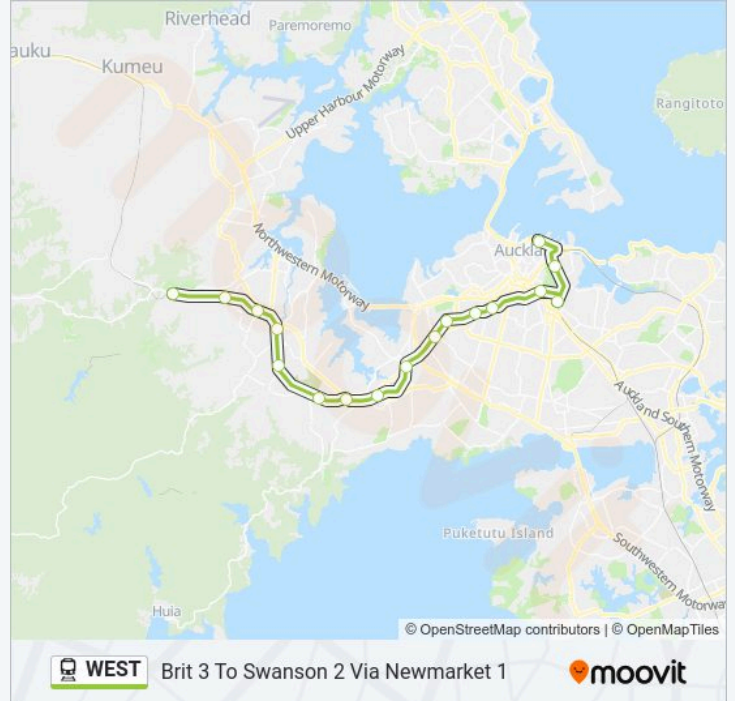 Riverhead
Paremoremo
auku
Kumeu
Upper Harbour Motorway
Rangitoto
Northwestern Motorway
Auckla
Auckland Southern Motorway
Puketutu Island
Southwestern Motorway
Huia
© OpenStreetMap contributors | © OpenMapTiles
WEST Brit 3 To Swanson 2 Via Newmarket 1
moovit